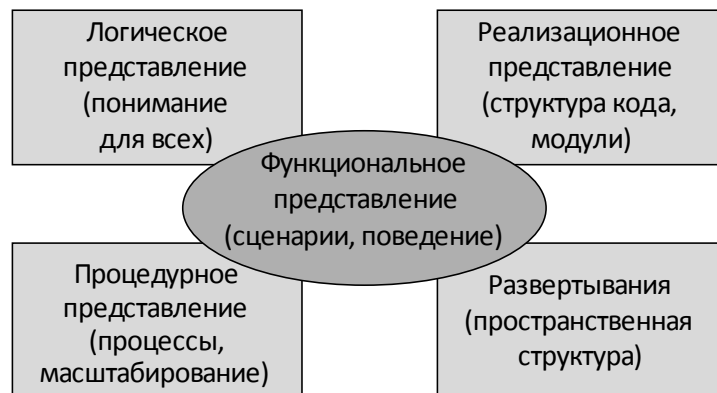 Логическое
представление
(понимание
для всех)
Реализационное
представление
(структура кода,
модули)
Функциональное
представление
(сценарии, поведение)
Процедурное
представление
(процессы,
масштабирование)
Развертывания
(пространственная
структура)